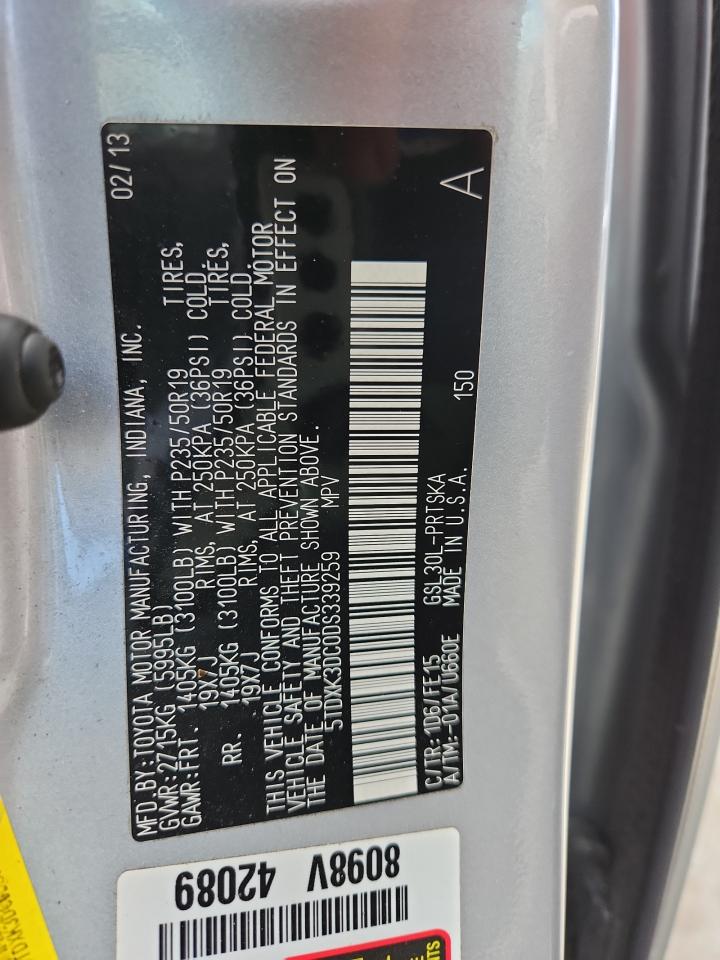 MFD.BY:TOYOTA MOTOR MANUFACTURING, INDIANA, INC. 02/13
GVWR:2715KG (5995LB)
GAWR:FRT. 1405KG (3100LB) WITH P235/50R19 TIRES,
19X7J RIMS, AT 250KPA (36PSI) COLD.
RR. 1405KG (3100LB) WITH P235/50R19 TIRES,
19X7J RIMS, AT 250KPA (36PSI) COLD.
THIS VEHICLE CONFORMS TO ALL APPLICABLE FEDERAL MOTOR
VEHICLE SAFETY AND THEFT PREVENTION STANDARDS IN EFFECT ON
THE DATE OF MANUFACTURE SHOWN ABOVE.
5TDXK3DC0DS339259 MPV
C/TR:1D6/FE15 GSL30L-PRTSKA 150
A/TM:-01A/U660E MADE IN U.S.A. A
8098V
42089